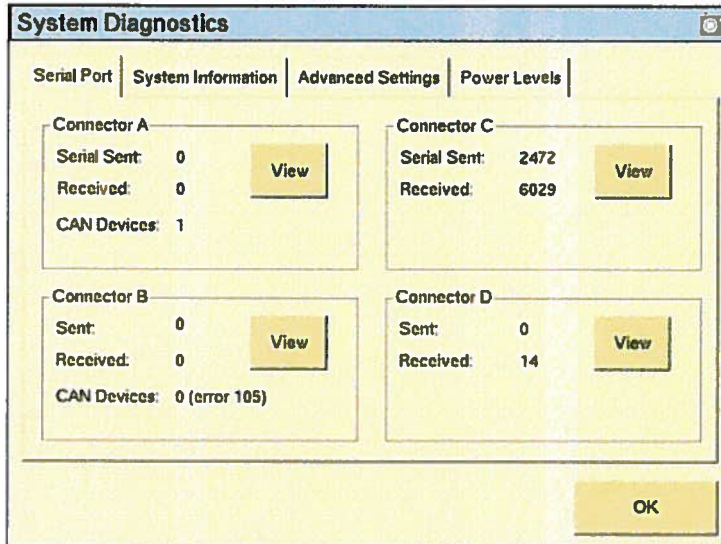 System Diagnostics
Serial Port System Information Advanced Settings Power Levels
Connector A
Serial Sent: 0
Received: 0
CAN Devices: 1
View
Connector C
Serial Sent: 2472
Received: 6029
View
Connector B
Sent: 0
Received: 0
CAN Devices: 0 (error 105)
View
Connector D
Sent: 0
Received: 14
View
OK